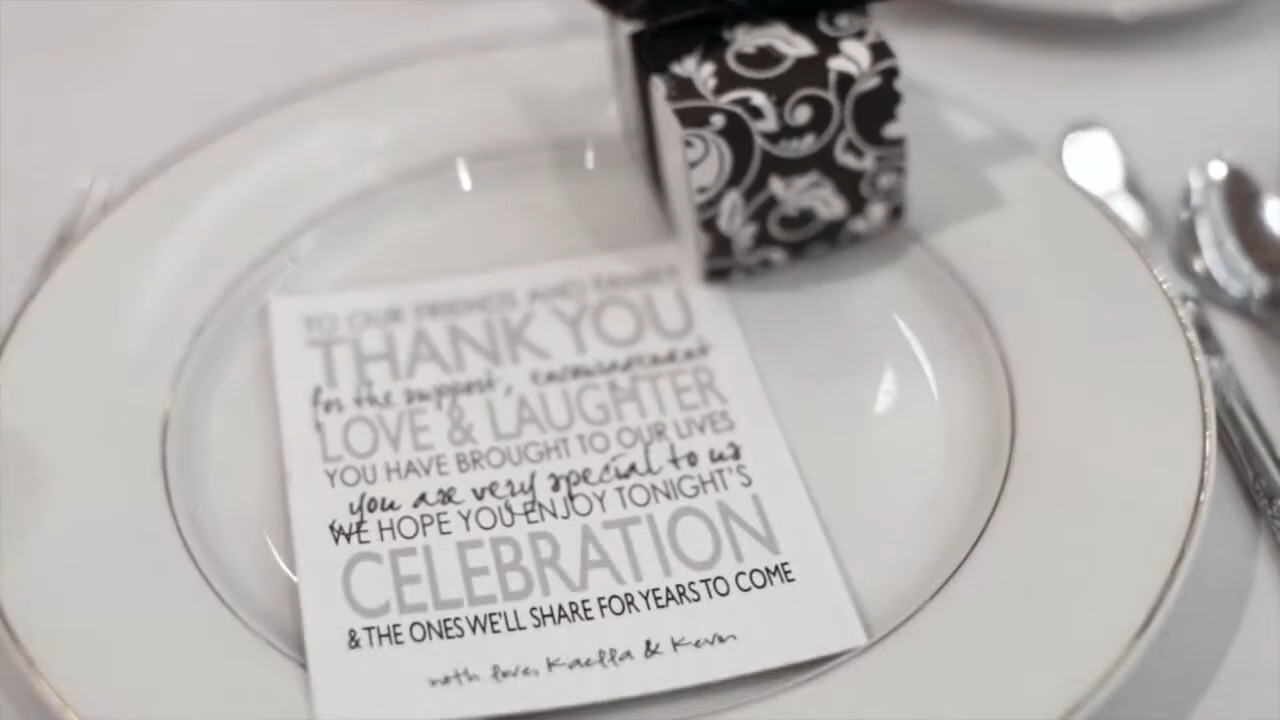 TO OUR FRIENDS AND FAMILY
THANK YOU
for the support, encouragement
LOVE & LAUGHTER
YOU HAVE BROUGHT TO OUR LIVES
you are very special to us
WE HOPE YOU ENJOY TONIGHT'S
CELEBRATION
& THE ONES WE'LL SHARE FOR YEARS TO COME
with love, Kaella & Kevin